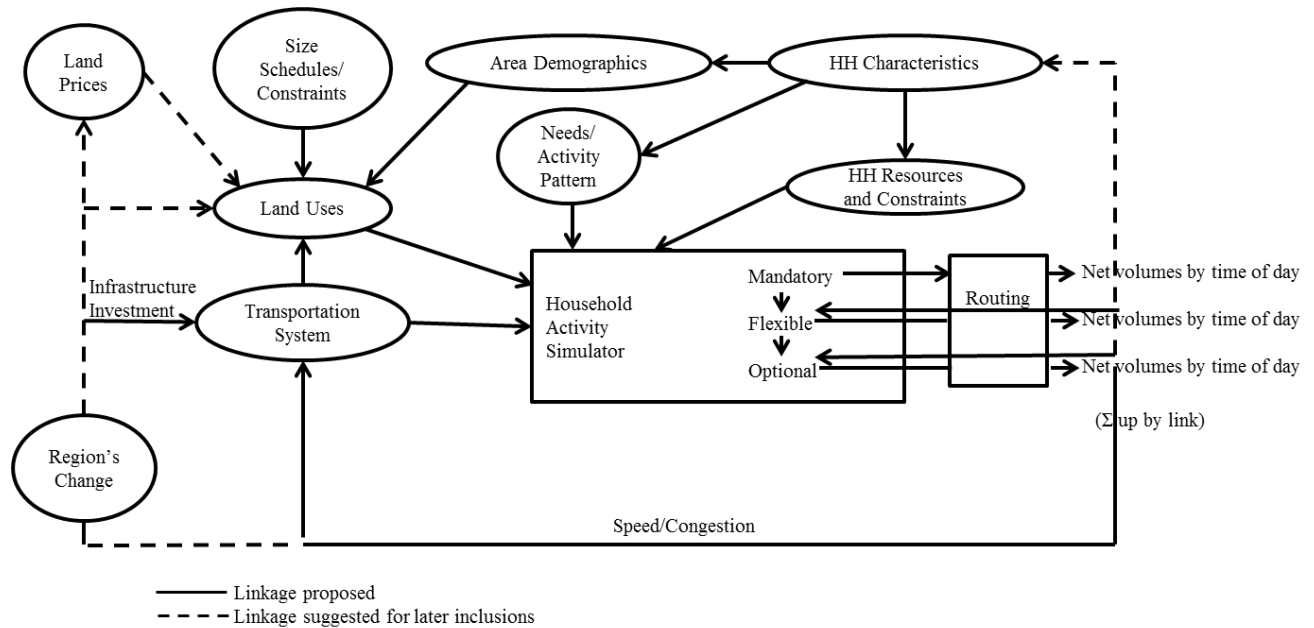 Land
Prices
Size
Schedules/
Constraints
Area Demographics
HH Characteristics
Needs/
Activity
Pattern
HH Resources
and Constraints
Land Uses
Infrastructure
Investment
Transportation
System
Household
Activity
Simulator
Mandatory
Flexible
Optional
Routing
Net volumes by time of day
Net volumes by time of day
Net volumes by time of day
(Σ up by link)
Region’s
Change
Speed/Congestion
Linkage proposed
Linkage suggested for later inclusions